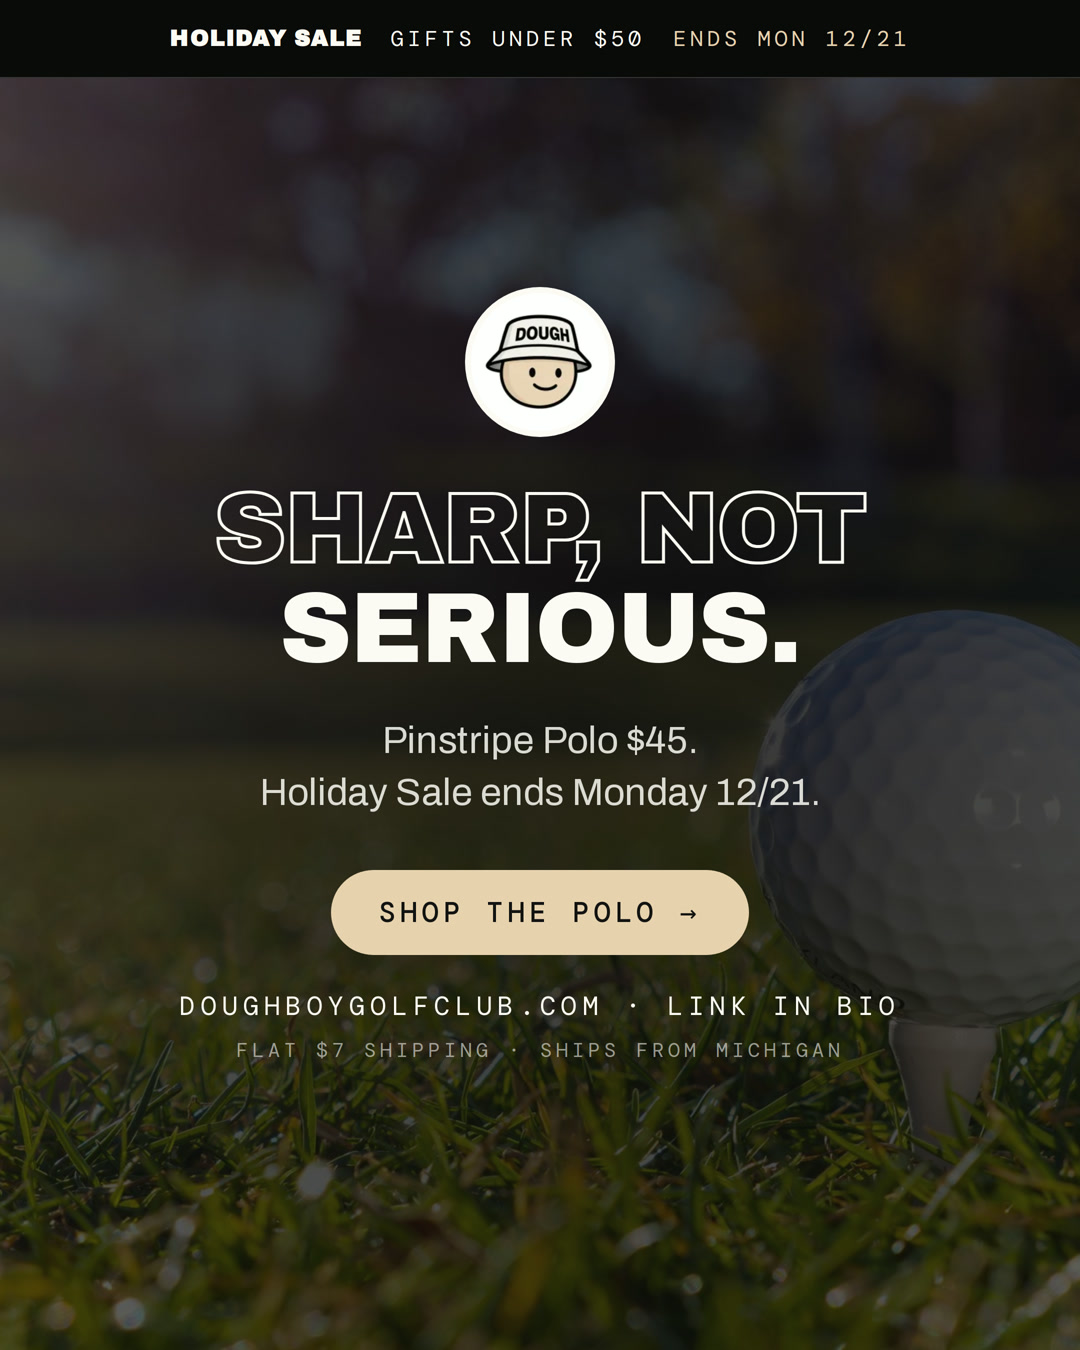 HOLIDAY SALE GIFTS UNDER $50 ENDS MON 12/21
DOUGH
SHARP, NOT
SERIOUS.
Pinstripe Polo $45.
Holiday Sale ends Monday 12/21.
SHOP THE POLO →
DOUGHBOYGOLFCLUB.COM · LINK IN BIO
FLAT $7 SHIPPING · SHIPS FROM MICHIGAN